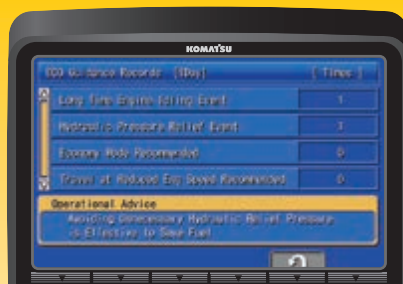 KOMATSU
ECO Guidance Records [1Day] [ Times ]
Long Time Engine Idling Event 1
Hydraulic Pressure Relief Event 3
Economy Mode Recommended 0
Travel at Reduced Eng Speed Recommended 0
Operational Advice
Avoiding Unnecessary Hydraulic Relief Pressure
is Effective to Save Fuel